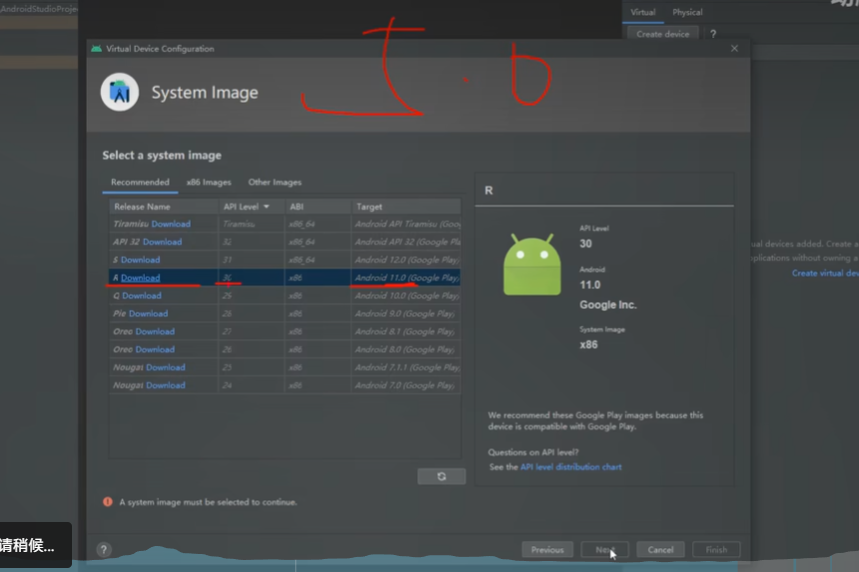 AndroidStudioProje
Virtual Physical
Create device ?
Virtual Device Configuration
System Image
Select a system image
Recommended x86 Images Other Images
Release Name API Level ABI Target
Tiramisu Download Tiramisu x86_64 Android API Tiramisu (Goog
API 32 Download 32 x86_64 Android API 32 (Google Pla
S Download 31 x86_64 Android 12.0 (Google Play)
R Download 30 x86 Android 11.0 (Google Play)
Q Download 29 x86 Android 10.0 (Google Play)
Pie Download 28 x86 Android 9.0 (Google Play)
Oreo Download 27 x86 Android 8.1 (Google Play)
Oreo Download 26 x86 Android 8.0 (Google Play)
Nougat Download 25 x86 Android 7.1.1 (Google Play)
Nougat Download 24 x86 Android 7.0 (Google Play)
R
API Level
30
Android
11.0
Google Inc.
System Image
x86
We recommend these Google Play images because this
device is compatible with Google Play.
Questions on API level?
See the API level distribution chart
A system image must be selected to continue.
? Previous Next Cancel Finish
ual devices added. Create a
plications without owning a
Create virtual dev
请稍候...